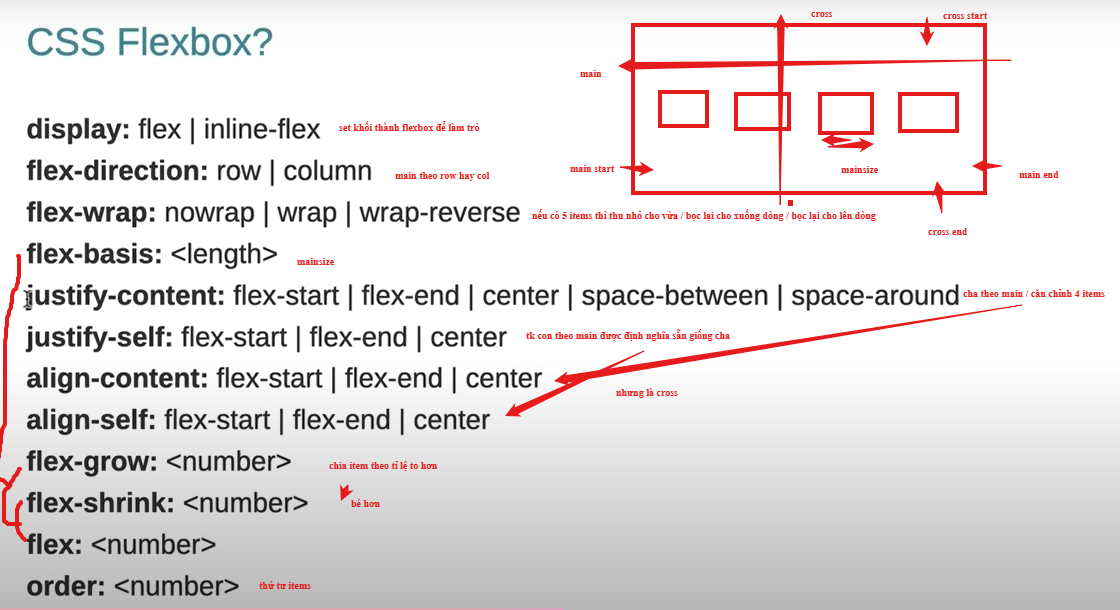 CSS Flexbox?
cross
cross start
main
main start
mainsize
main end
cross end
display: flex | inline-flex set khối thành flexbox để làm trò
flex-direction: row | column main theo row hay col
flex-wrap: nowrap | wrap | wrap-reverse nếu có 5 items thì thu nhỏ cho vừa / bọc lại cho xuống dòng / bọc lại cho lên dòng
flex-basis: <length> mainsize
justify-content: flex-start | flex-end | center | space-between | space-around cha theo main / căn chỉnh 4 items
justify-self: flex-start | flex-end | center tk con theo main được định nghĩa sẵn giống cha
align-content: flex-start | flex-end | center
nhưng là cross
align-self: flex-start | flex-end | center
flex-grow: <number> chia item theo tỉ lệ to hơn
flex-shrink: <number> bé hơn
flex: <number>
order: <number> thứ tư items